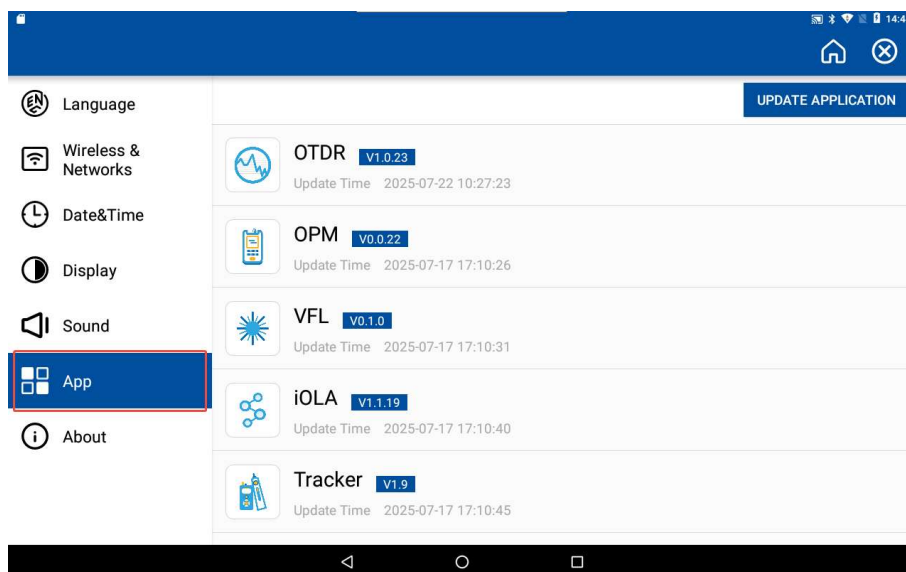 14:4
EN
Language
UPDATE APPLICATION
Wireless &
Networks
OTDR V1.0.23
Update Time 2025-07-22 10:27:23
Date&Time
OPM V0.0.22
Update Time 2025-07-17 17:10:26
Display
VFL V0.1.0
Update Time 2025-07-17 17:10:31
Sound
App
iOLA V1.1.19
Update Time 2025-07-17 17:10:40
About
Tracker V1.9
Update Time 2025-07-17 17:10:45